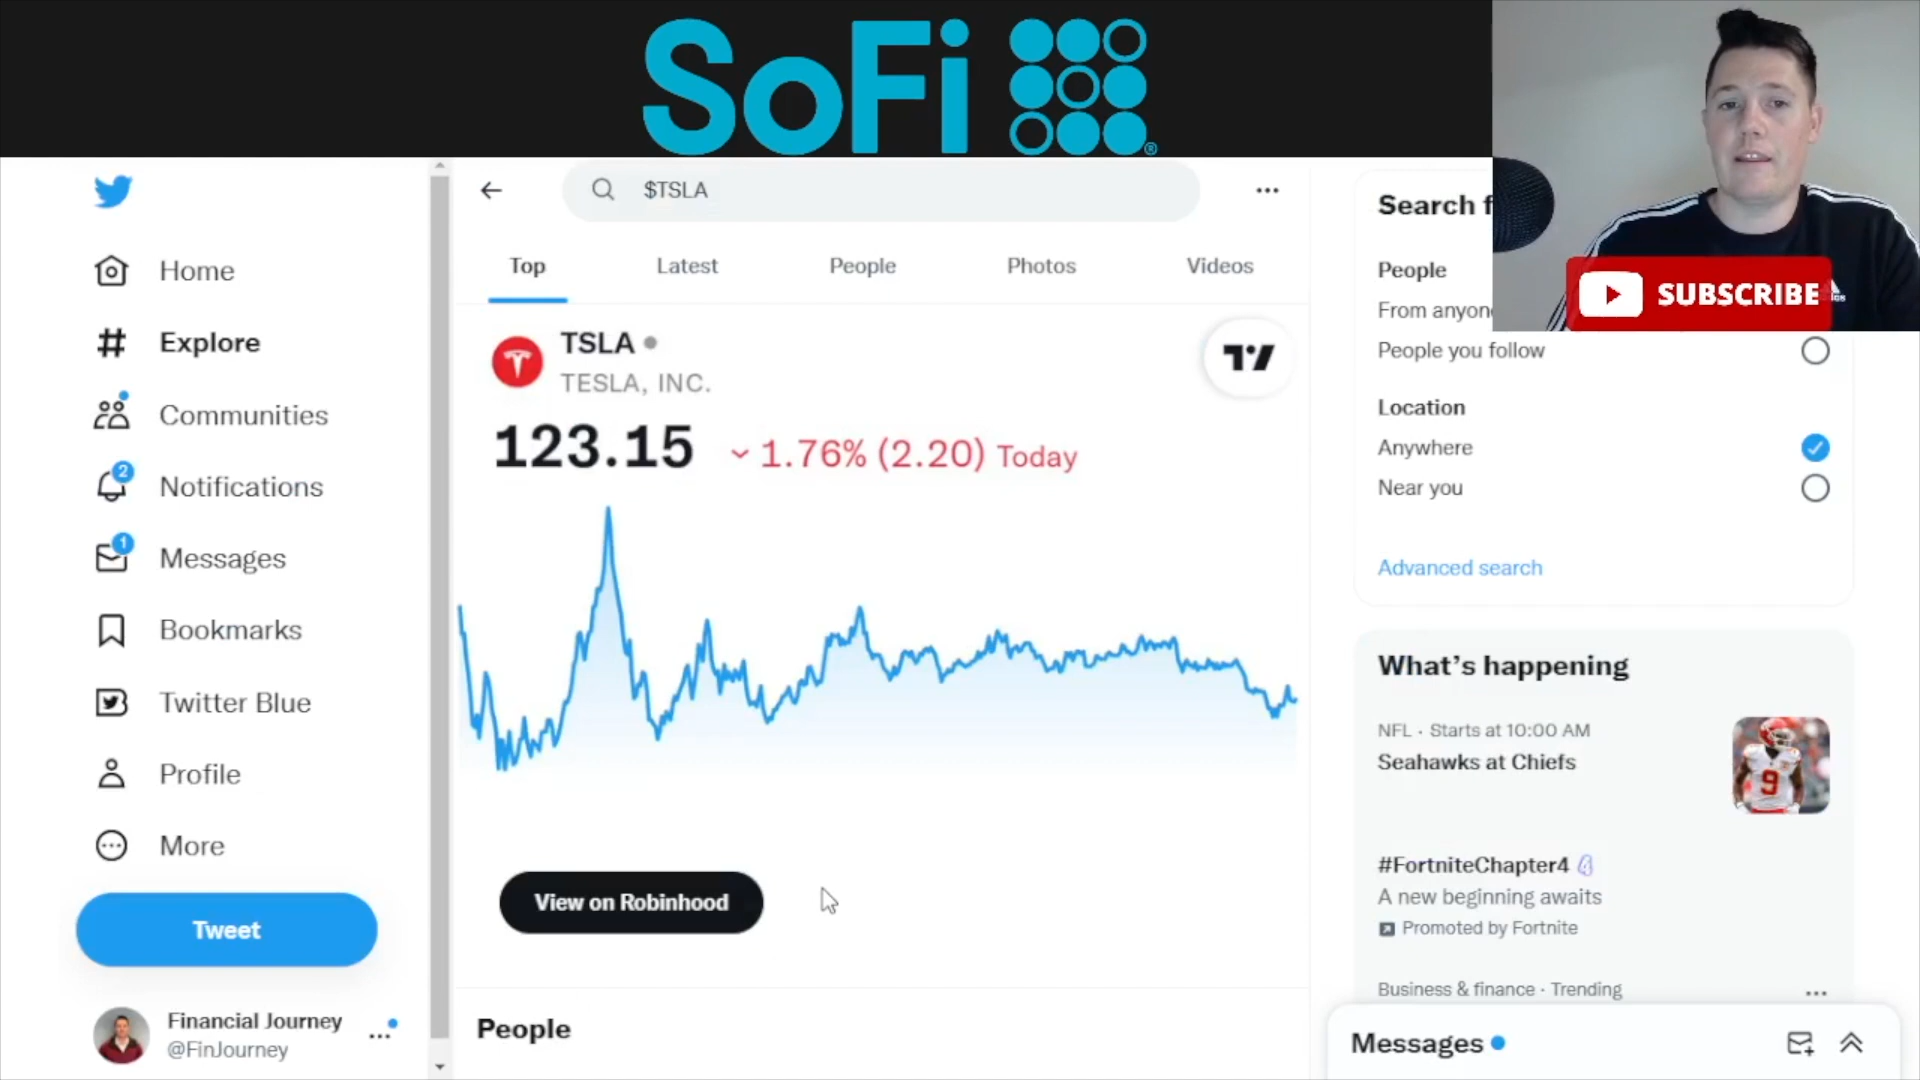 SoFi
®
$TSLA
Top
Latest
People
Photos
Videos
TSLA
TESLA, INC.
123.15
1.76% (2.20) Today
View on Robinhood
People
Home
Explore
Communities
2
Notifications
1
Messages
Bookmarks
Twitter Blue
Profile
More
Tweet
Financial Journey
@FinJourney
Search f
People
From anyon
People you follow
Location
Anywhere
Near you
Advanced search
SUBSCRIBE
What's happening
NFL · Starts at 10:00 AM
Seahawks at Chiefs
9
#FortniteChapter4
A new beginning awaits
Promoted by Fortnite
Business & finance · Trending
Messages